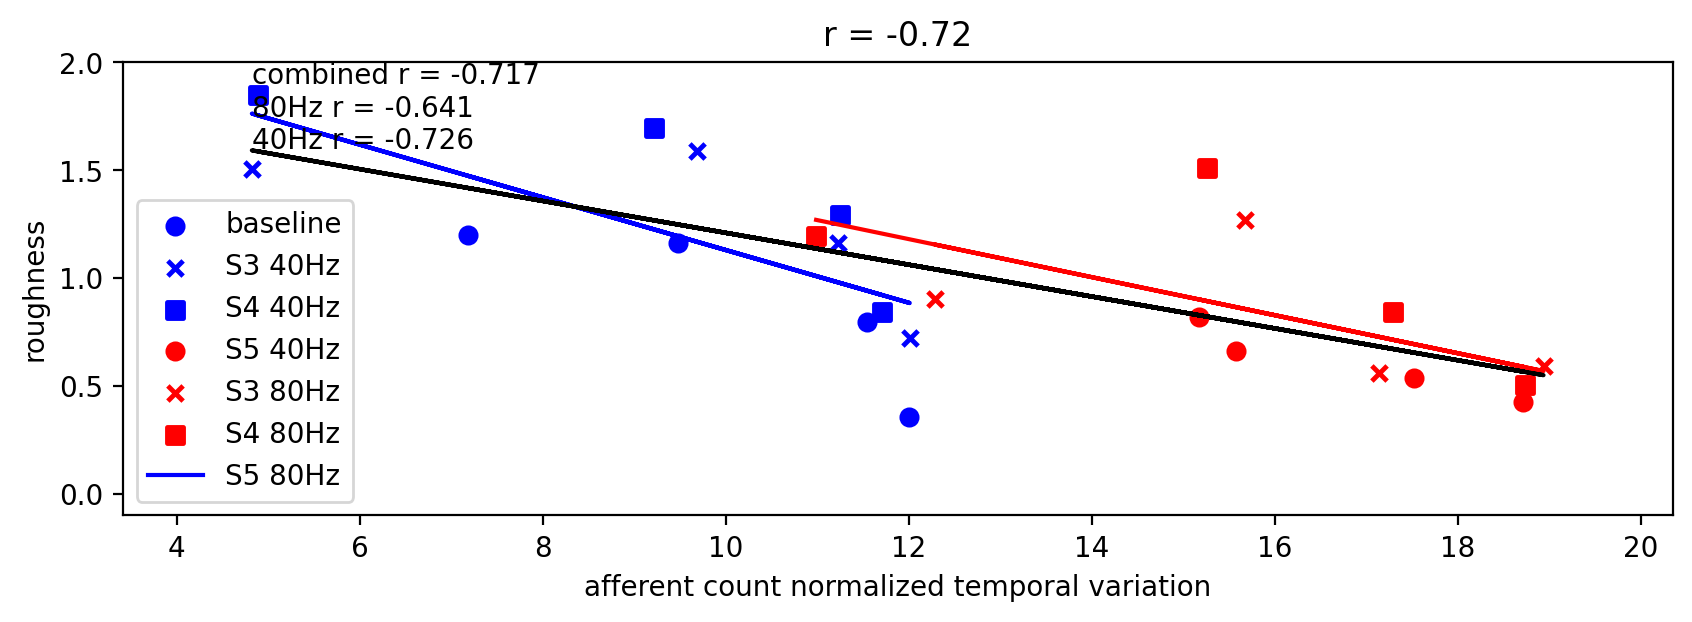 r = -0.72
combined r = -0.717
80Hz r = -0.641
40Hz r = -0.726
2.0
1.5
1.0
0.5
0.0
roughness
baseline
S3 40Hz
S4 40Hz
S5 40Hz
S3 80Hz
S4 80Hz
S5 80Hz
4 6 8 10 12 14 16 18 20
afferent count normalized temporal variation